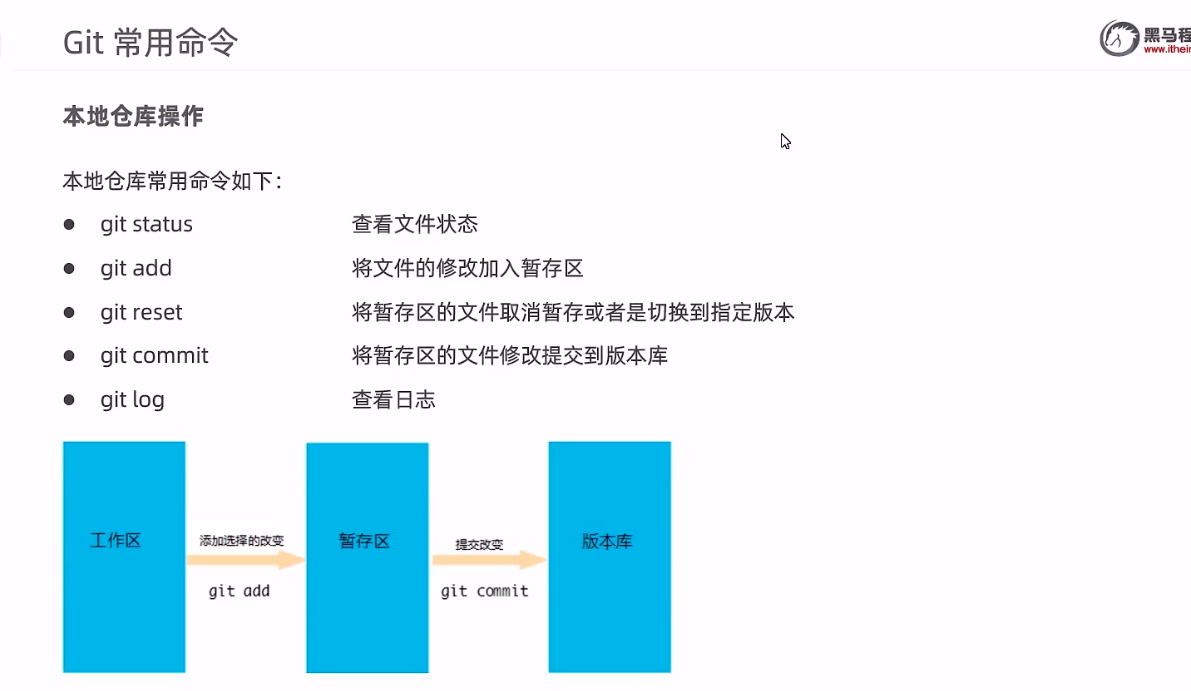 Git 常用命令
黑马程
www.itheim
本地仓库操作
本地仓库常用命令如下：
git status 查看文件状态
git add 将文件的修改加入暂存区
git reset 将暂存区的文件取消暂存或者是切换到指定版本
git commit 将暂存区的文件修改提交到版本库
git log 查看日志
工作区 添加选择的改变 暂存区 提交改变 版本库
git add git commit